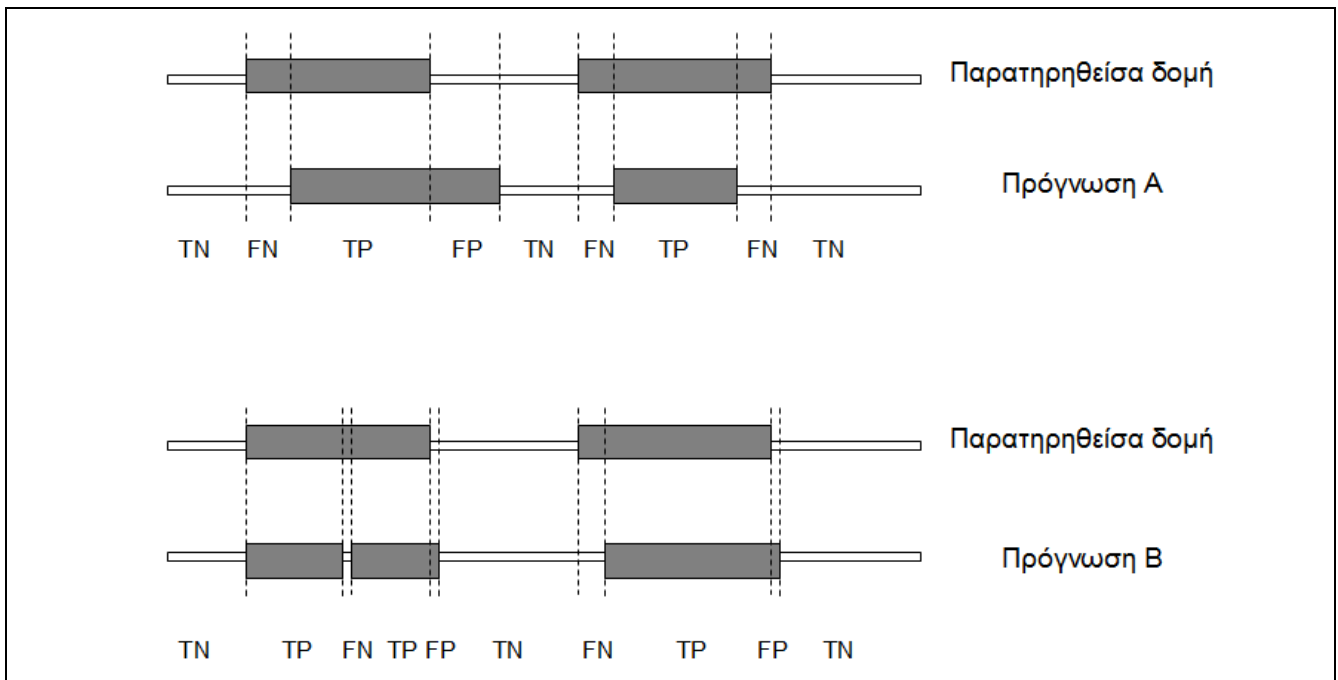 Παρατηρηθείσα δομή
Πρόγνωση Α
TN FN TP FP TN FN TP FN TN
Παρατηρηθείσα δομή
Πρόγνωση Β
TN TP FN TP FP TN FN TP FP TN